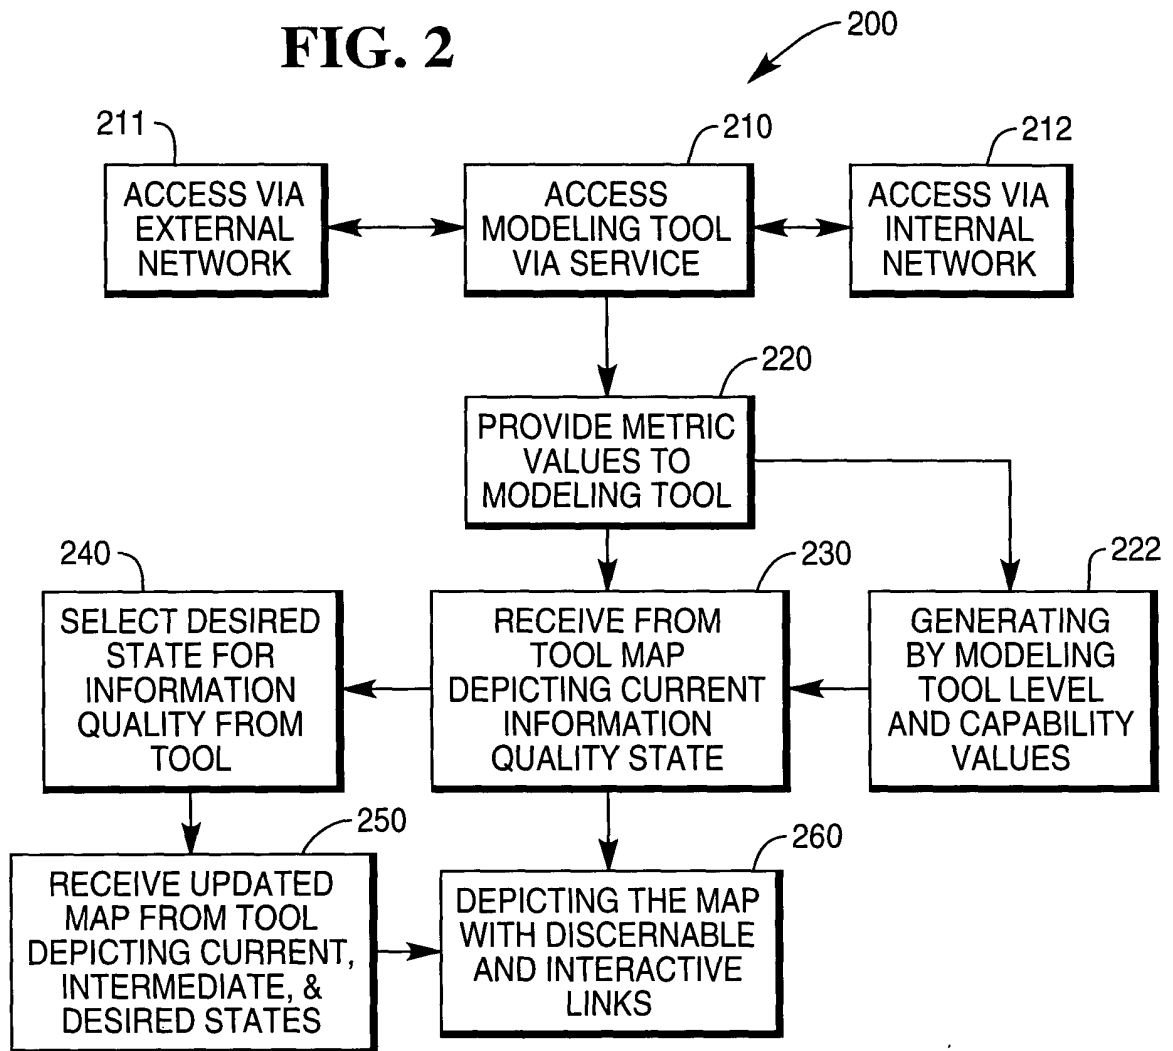 FIG. 2
200
211
210
212
ACCESS VIA
EXTERNAL
NETWORK
ACCESS
MODELING TOOL
VIA SERVICE
ACCESS VIA
INTERNAL
NETWORK
220
PROVIDE METRIC
VALUES TO
MODELING TOOL
240
230
222
SELECT DESIRED
STATE FOR
INFORMATION
QUALITY FROM
TOOL
RECEIVE FROM
TOOL MAP
DEPICTING CURRENT
INFORMATION
QUALITY STATE
GENERATING
BY MODELING
TOOL LEVEL
AND CAPABILITY
VALUES
250
260
RECEIVE UPDATED
MAP FROM TOOL
DEPICTING CURRENT,
INTERMEDIATE, &
DESIRED STATES
DEPICTING THE MAP
WITH DISCERNABLE
AND INTERACTIVE
LINKS